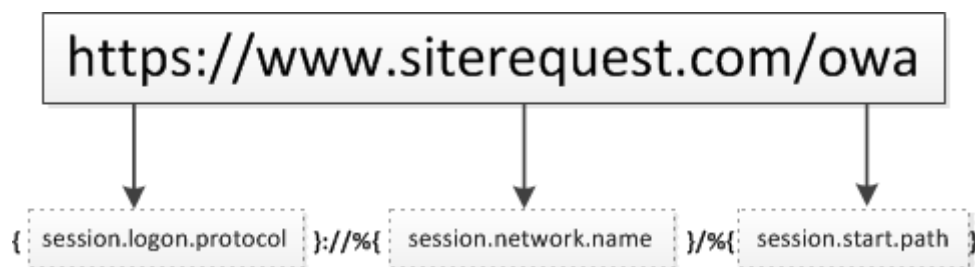 https://www.siterequest.com/owa
{ session.logon.protocol }://%{ session.network.name }/%{ session.start.path }